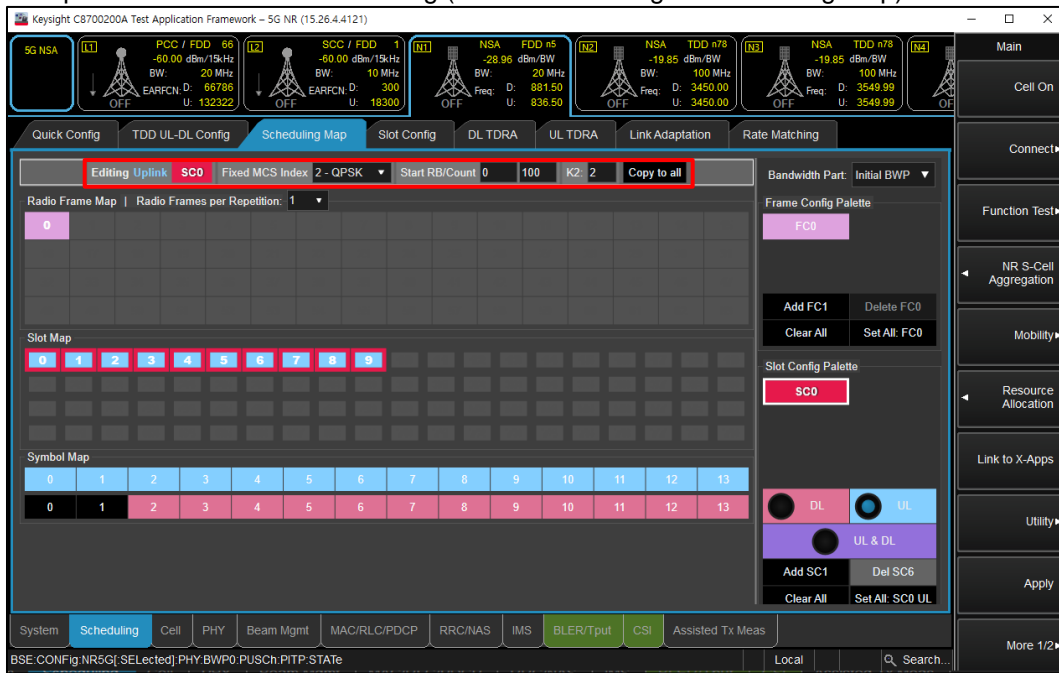 Keysight C8700200A Test Application Framework – 5G NR (15.26.4.4121)
5G NSA
L1 PCC / FDD 66
-60.00 dBm/15kHz
BW: 20 MHz
EARFCN: D: 66786
U: 132322
OFF
L2 SCC / FDD 1
-60.00 dBm/15kHz
BW: 10 MHz
EARFCN: D: 300
U: 18300
OFF
N1 NSA FDD n5
-28.96 dBm/BW
BW: 20 MHz
Freq: D: 881.50
U: 836.50
OFF
N2 NSA TDD n78
-19.85 dBm/BW
BW: 100 MHz
Freq: D: 3450.00
U: 3450.00
OFF
N3 NSA TDD n78
-19.85 dBm/BW
BW: 100 MHz
Freq: D: 3549.99
U: 3549.99
OFF
N4
Quick Config TDD UL-DL Config Scheduling Map Slot Config DL TDRA UL TDRA Link Adaptation Rate Matching
Editing Uplink SC0 Fixed MCS Index 2 - QPSK Start RB/Count 0 100 K2: 2 Copy to all
Bandwidth Part: Initial BWP
Radio Frame Map | Radio Frames per Repetition: 1
0
Frame Config Palette
FC0
Add FC1 Delete FC0
Clear All Set All: FC0
Slot Map
0 1 2 3 4 5 6 7 8 9
Slot Config Palette
SC0
Symbol Map
0 1 2 3 4 5 6 7 8 9 10 11 12 13
0 1 2 3 4 5 6 7 8 9 10 11 12 13
DL UL
UL & DL
Add SC1 Del SC6
Clear All Set All: SC0 UL
System Scheduling Cell PHY Beam Mgmt MAC/RLC/PDCP RRC/NAS IMS BLER/Tput CSI Assisted Tx Meas
BSE:CONFig:NR5G[:SELected]:PHY:BWP0:PUSCh:PITP:STATe
Local Search...
Main
Cell On
Connect
Function Test
NR S-Cell
Aggregation
Mobility
Resource
Allocation
Link to X-Apps
Utility
Apply
More 1/2